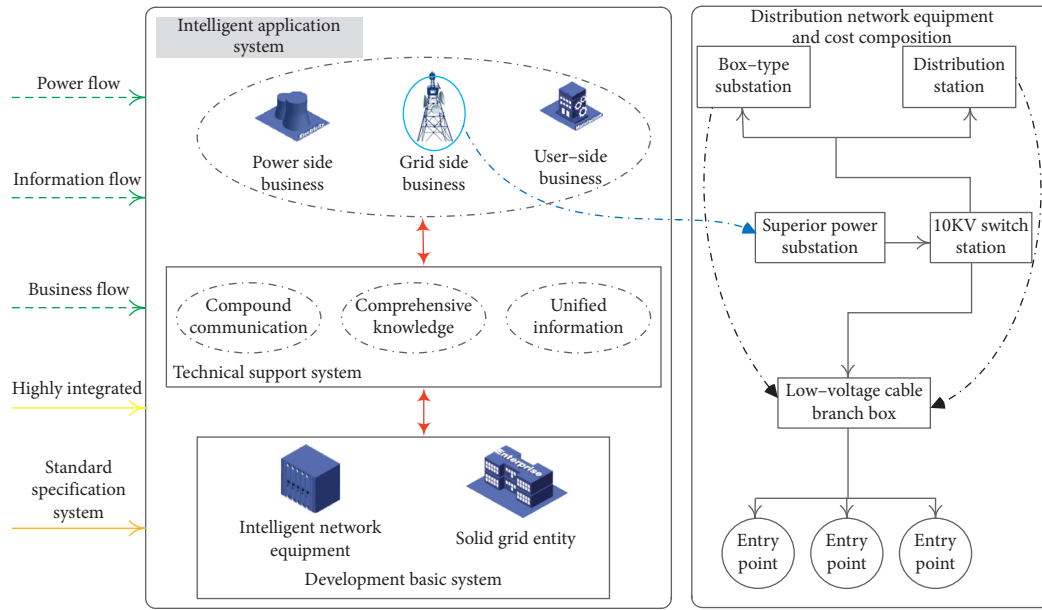 Power flow
Information flow
Business flow
Highly integrated
Standard
specification
system
Intelligent application
system
Power side
business
Grid side
business
User–side
business
Compound
communication
Comprehensive
knowledge
Unified
information
Technical support system
Enterprise
Intelligent network
equipment
Solid grid entity
Development basic system
Distribution network equipment
and cost composition
Box–type
substation
Distribution
station
Superior power
substation
10KV switch
station
Low–voltage cable
branch box
Entry
point
Entry
point
Entry
point